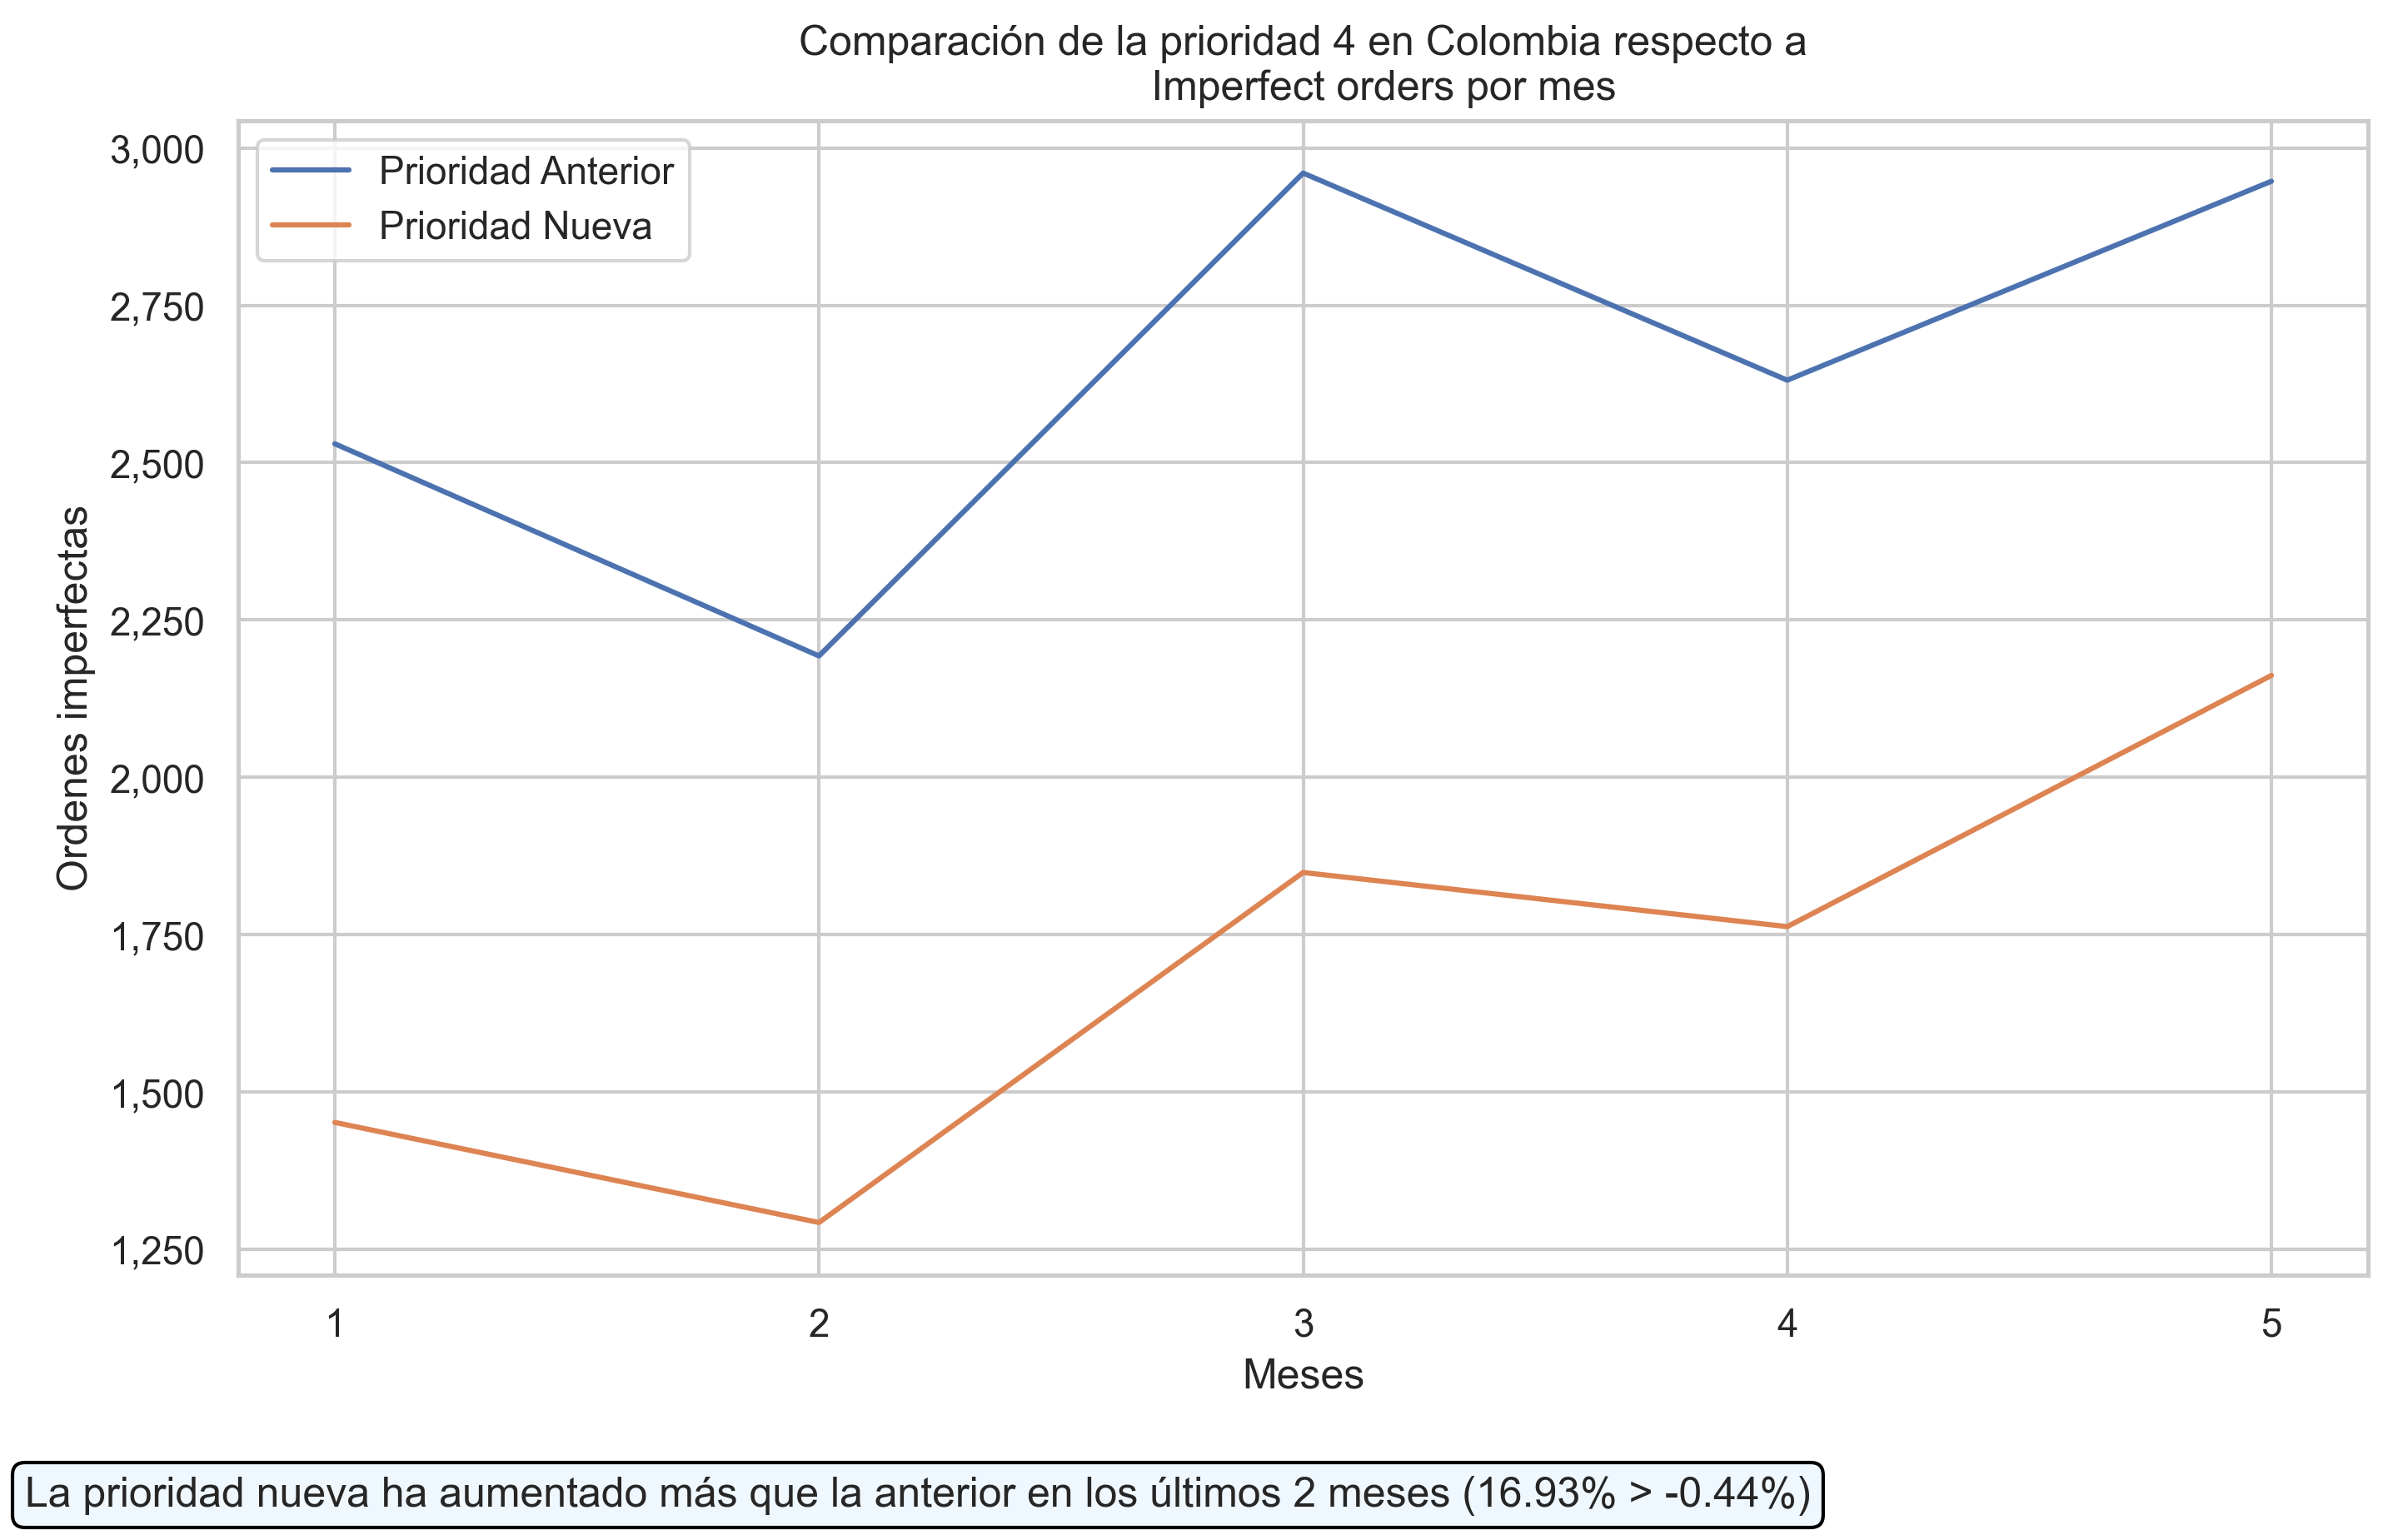 Comparación de la prioridad 4 en Colombia respecto a
Imperfect orders por mes
Prioridad Anterior
Prioridad Nueva
3,000
2,750
2,500
2,250
2,000
1,750
1,500
1,250
Ordenes imperfectas
1 2 3 4 5
Meses
La prioridad nueva ha aumentado más que la anterior en los últimos 2 meses (16.93% > -0.44%)